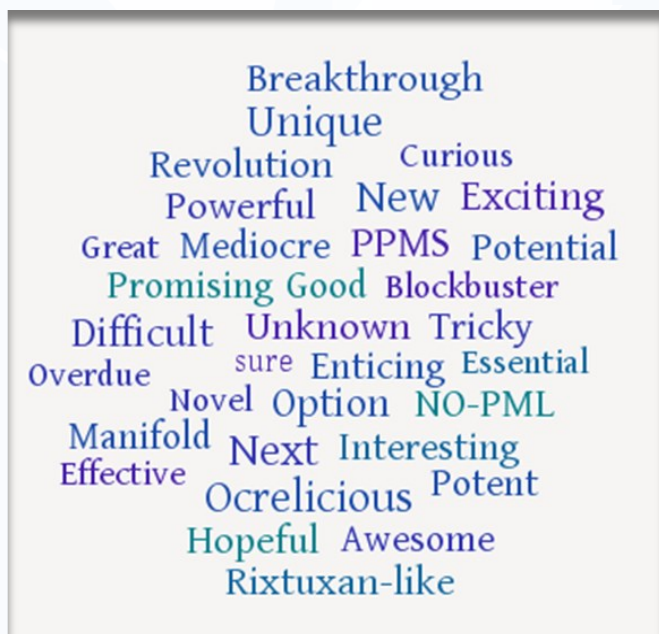 Breakthrough
Unique
Revolution Curious
Powerful New Exciting
Great Mediocre PPMS Potential
Promising Good Blockbuster
Difficult Unknown Tricky
Overdue sure Enticing Essential
Novel Option NO-PML
Manifold Next Interesting
Effective Ocrelicious Potent
Hopeful Awesome
Rixtuxan-like